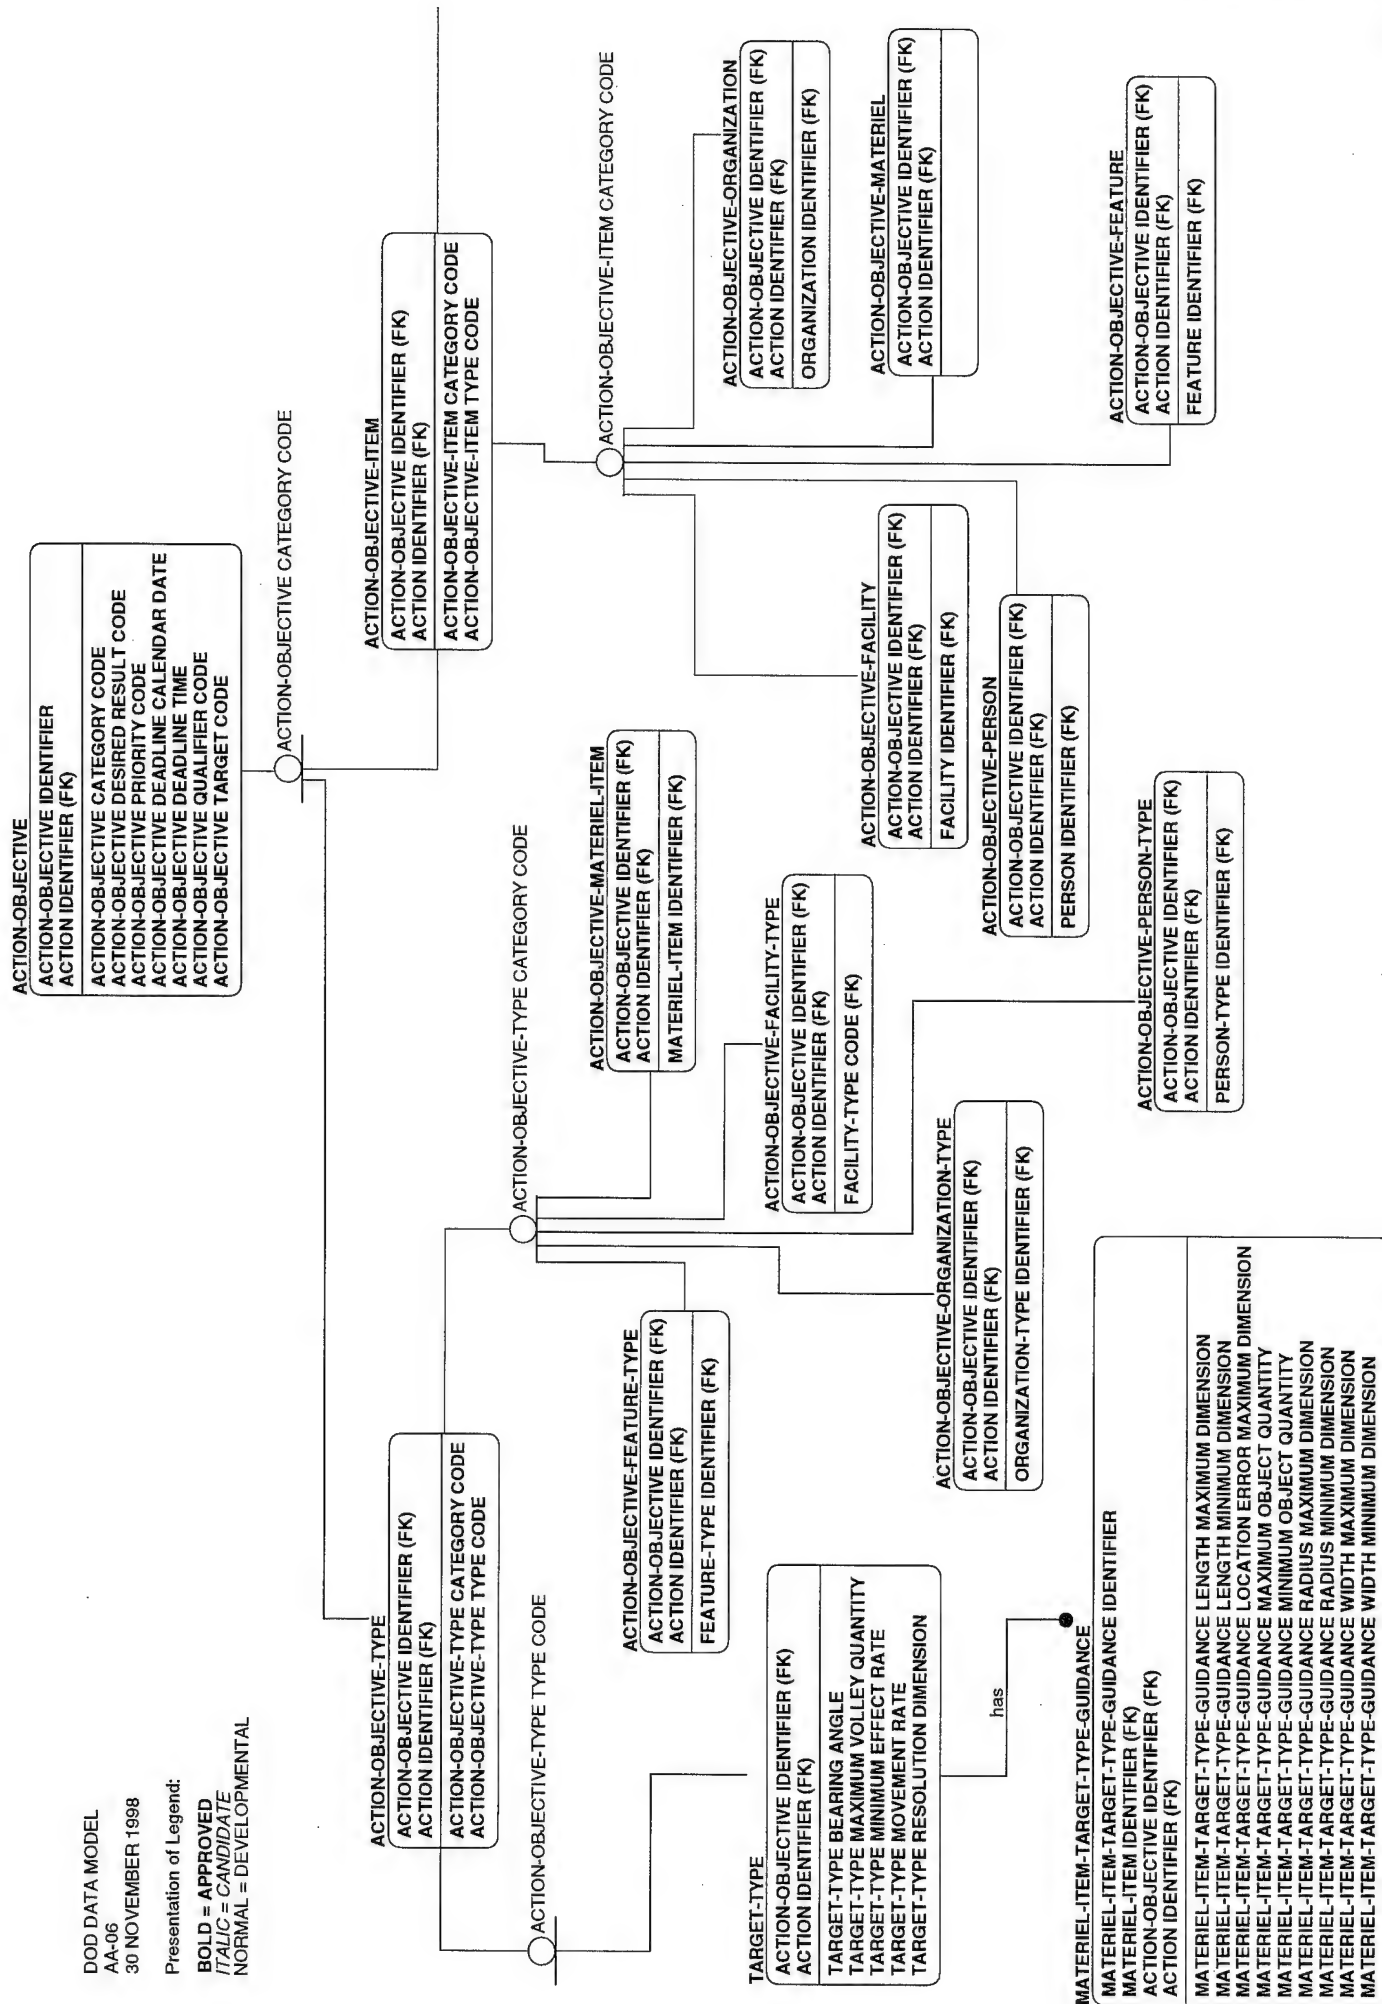 DOD DATA MODEL
AA-06
30 NOVEMBER 1998
Presentation of Legend:
BOLD = APPROVED
ITALIC = CANDIDATE
NORMAL = DEVELOPMENTAL
ACTION-OBJECTIVE
ACTION-OBJECTIVE IDENTIFIER
ACTION IDENTIFIER (FK)
ACTION-OBJECTIVE CATEGORY CODE
ACTION-OBJECTIVE DESIRED RESULT CODE
ACTION-OBJECTIVE PRIORITY CODE
ACTION-OBJECTIVE DEADLINE CALENDAR DATE
ACTION-OBJECTIVE DEADLINE TIME
ACTION-OBJECTIVE QUALIFIER CODE
ACTION-OBJECTIVE TARGET CODE
ACTION-OBJECTIVE CATEGORY CODE
ACTION-OBJECTIVE-TYPE
ACTION-OBJECTIVE IDENTIFIER (FK)
ACTION IDENTIFIER (FK)
ACTION-OBJECTIVE-TYPE CATEGORY CODE
ACTION-OBJECTIVE-TYPE TYPE CODE
ACTION-OBJECTIVE-ITEM
ACTION-OBJECTIVE IDENTIFIER (FK)
ACTION IDENTIFIER (FK)
ACTION-OBJECTIVE-ITEM CATEGORY CODE
ACTION-OBJECTIVE-ITEM TYPE CODE
ACTION-OBJECTIVE-TYPE TYPE CODE
ACTION-OBJECTIVE-TYPE CATEGORY CODE
ACTION-OBJECTIVE-ITEM CATEGORY CODE
ACTION-OBJECTIVE-FEATURE-TYPE
ACTION-OBJECTIVE IDENTIFIER (FK)
ACTION IDENTIFIER (FK)
FEATURE-TYPE IDENTIFIER (FK)
ACTION-OBJECTIVE-MATERIEL-ITEM
ACTION-OBJECTIVE IDENTIFIER (FK)
ACTION IDENTIFIER (FK)
MATERIEL-ITEM IDENTIFIER (FK)
ACTION-OBJECTIVE-ORGANIZATION
ACTION-OBJECTIVE IDENTIFIER (FK)
ACTION IDENTIFIER (FK)
ORGANIZATION IDENTIFIER (FK)
TARGET-TYPE
ACTION-OBJECTIVE IDENTIFIER (FK)
ACTION IDENTIFIER (FK)
TARGET-TYPE BEARING ANGLE
TARGET-TYPE MAXIMUM VOLLEY QUANTITY
TARGET-TYPE MINIMUM EFFECT RATE
TARGET-TYPE MOVEMENT RATE
TARGET-TYPE RESOLUTION DIMENSION
ACTION-OBJECTIVE-FACILITY-TYPE
ACTION-OBJECTIVE IDENTIFIER (FK)
ACTION IDENTIFIER (FK)
FACILITY-TYPE CODE (FK)
ACTION-OBJECTIVE-FACILITY
ACTION-OBJECTIVE IDENTIFIER (FK)
ACTION IDENTIFIER (FK)
FACILITY IDENTIFIER (FK)
ACTION-OBJECTIVE-MATERIEL
ACTION-OBJECTIVE IDENTIFIER (FK)
ACTION IDENTIFIER (FK)
ACTION-OBJECTIVE-ORGANIZATION-TYPE
ACTION-OBJECTIVE IDENTIFIER (FK)
ACTION IDENTIFIER (FK)
ORGANIZATION-TYPE IDENTIFIER (FK)
ACTION-OBJECTIVE-PERSON
ACTION-OBJECTIVE IDENTIFIER (FK)
ACTION IDENTIFIER (FK)
PERSON IDENTIFIER (FK)
has
ACTION-OBJECTIVE-PERSON-TYPE
ACTION-OBJECTIVE IDENTIFIER (FK)
ACTION IDENTIFIER (FK)
PERSON-TYPE IDENTIFIER (FK)
ACTION-OBJECTIVE-FEATURE
ACTION-OBJECTIVE IDENTIFIER (FK)
ACTION IDENTIFIER (FK)
FEATURE IDENTIFIER (FK)
MATERIEL-ITEM-TARGET-TYPE-GUIDANCE
MATERIEL-ITEM-TARGET-TYPE-GUIDANCE IDENTIFIER
MATERIEL-ITEM IDENTIFIER (FK)
ACTION-OBJECTIVE IDENTIFIER (FK)
ACTION IDENTIFIER (FK)
MATERIEL-ITEM-TARGET-TYPE-GUIDANCE LENGTH MAXIMUM DIMENSION
MATERIEL-ITEM-TARGET-TYPE-GUIDANCE LENGTH MINIMUM DIMENSION
MATERIEL-ITEM-TARGET-TYPE-GUIDANCE LOCATION ERROR MAXIMUM DIMENSION
MATERIEL-ITEM-TARGET-TYPE-GUIDANCE MAXIMUM OBJECT QUANTITY
MATERIEL-ITEM-TARGET-TYPE-GUIDANCE MINIMUM OBJECT QUANTITY
MATERIEL-ITEM-TARGET-TYPE-GUIDANCE RADIUS MAXIMUM DIMENSION
MATERIEL-ITEM-TARGET-TYPE-GUIDANCE RADIUS MINIMUM DIMENSION
MATERIEL-ITEM-TARGET-TYPE-GUIDANCE WIDTH MAXIMUM DIMENSION
MATERIEL-ITEM-TARGET-TYPE-GUIDANCE WIDTH MINIMUM DIMENSION